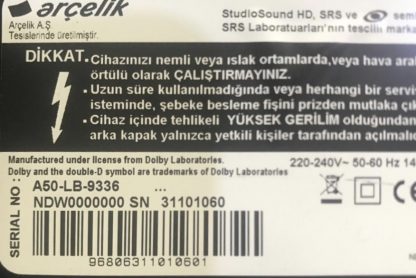 arçelik
Arçelik A.Ş.
Tesislerinde üretilmiştir.
StudioSound HD, SRS ve
SRS Laboratuarları'nın tescilli marka
DİKKAT
Cihazınızı nemli veya ıslak ortamlarda, veya hava aral
örtülü olarak ÇALIŞTIRMAYINIZ.
Uzun süre kullanılmadığında veya herhangi bir servi
isteminde, şebeke besleme fişini prizden mutlaka ç
Cihaz içinde tehlikeli YÜKSEK GERİLİM olduğundan
arka kapak yalnızca yetkili kişiler tarafından açılmalıd
Manufactured under license from Dolby Laboratories.
Dolby and the double-D symbol are trademarks of Dolby Laboratories.
220-240V~ 50-60 Hz 14
SERIAL NO:
A50-LB-9336 ...
NDW0000000 SN 31101060
96806311010601
CE